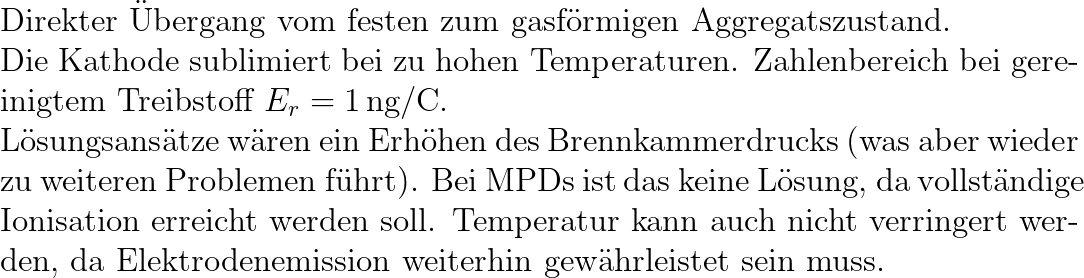 Direkter Übergang vom festen zum gasförmigen Aggregatszustand.
Die Kathode sublimiert bei zu hohen Temperaturen. Zahlenbereich bei gere-
inigtem Treibstoff E_r = 1 ng/C.
Lösungsansätze wären ein Erhöhen des Brennkammerdrucks (was aber wieder
zu weiteren Problemen führt). Bei MPDs ist das keine Lösung, da vollständige
Ionisation erreicht werden soll. Temperatur kann auch nicht verringert wer-
den, da Elektrodenemission weiterhin gewährleistet sein muss.